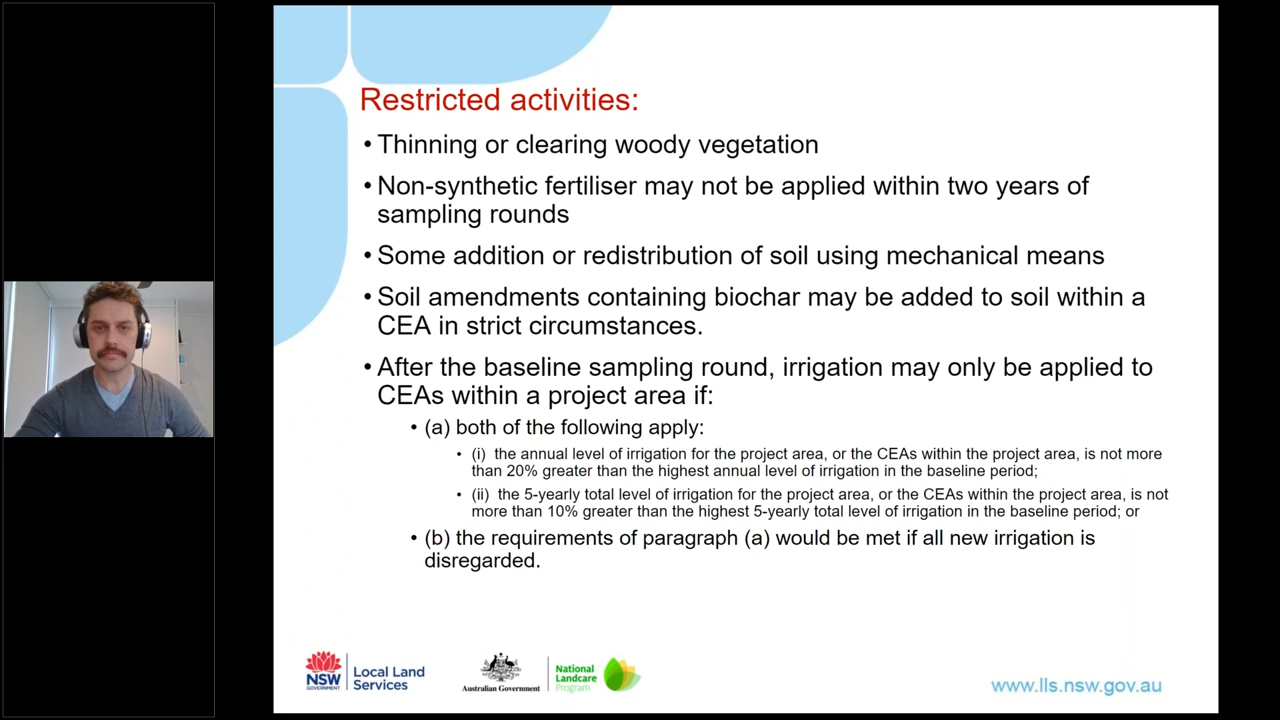 Restricted activities:
• Thinning or clearing woody vegetation
• Non-synthetic fertiliser may not be applied within two years of
sampling rounds
• Some addition or redistribution of soil using mechanical means
• Soil amendments containing biochar may be added to soil within a
CEA in strict circumstances.
• After the baseline sampling round, irrigation may only be applied to
CEAs within a project area if:
• (a) both of the following apply:
• (i) the annual level of irrigation for the project area, or the CEAs within the project area, is not more
than 20% greater than the highest annual level of irrigation in the baseline period;
• (ii) the 5-yearly total level of irrigation for the project area, or the CEAs within the project area, is not
more than 10% greater than the highest 5-yearly total level of irrigation in the baseline period; or
• (b) the requirements of paragraph (a) would be met if all new irrigation is
disregarded.
NSW
GOVERNMENT
Local Land
Services
Australian Government
National
Landcare
Program
www.lls.nsw.gov.au